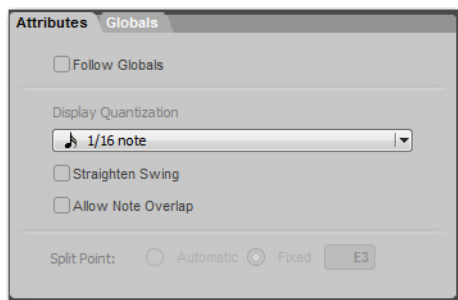 Attributes Globals
Follow Globals
Display Quantization
1/16 note
Straighten Swing
Allow Note Overlap
Split Point: Automatic Fixed E3